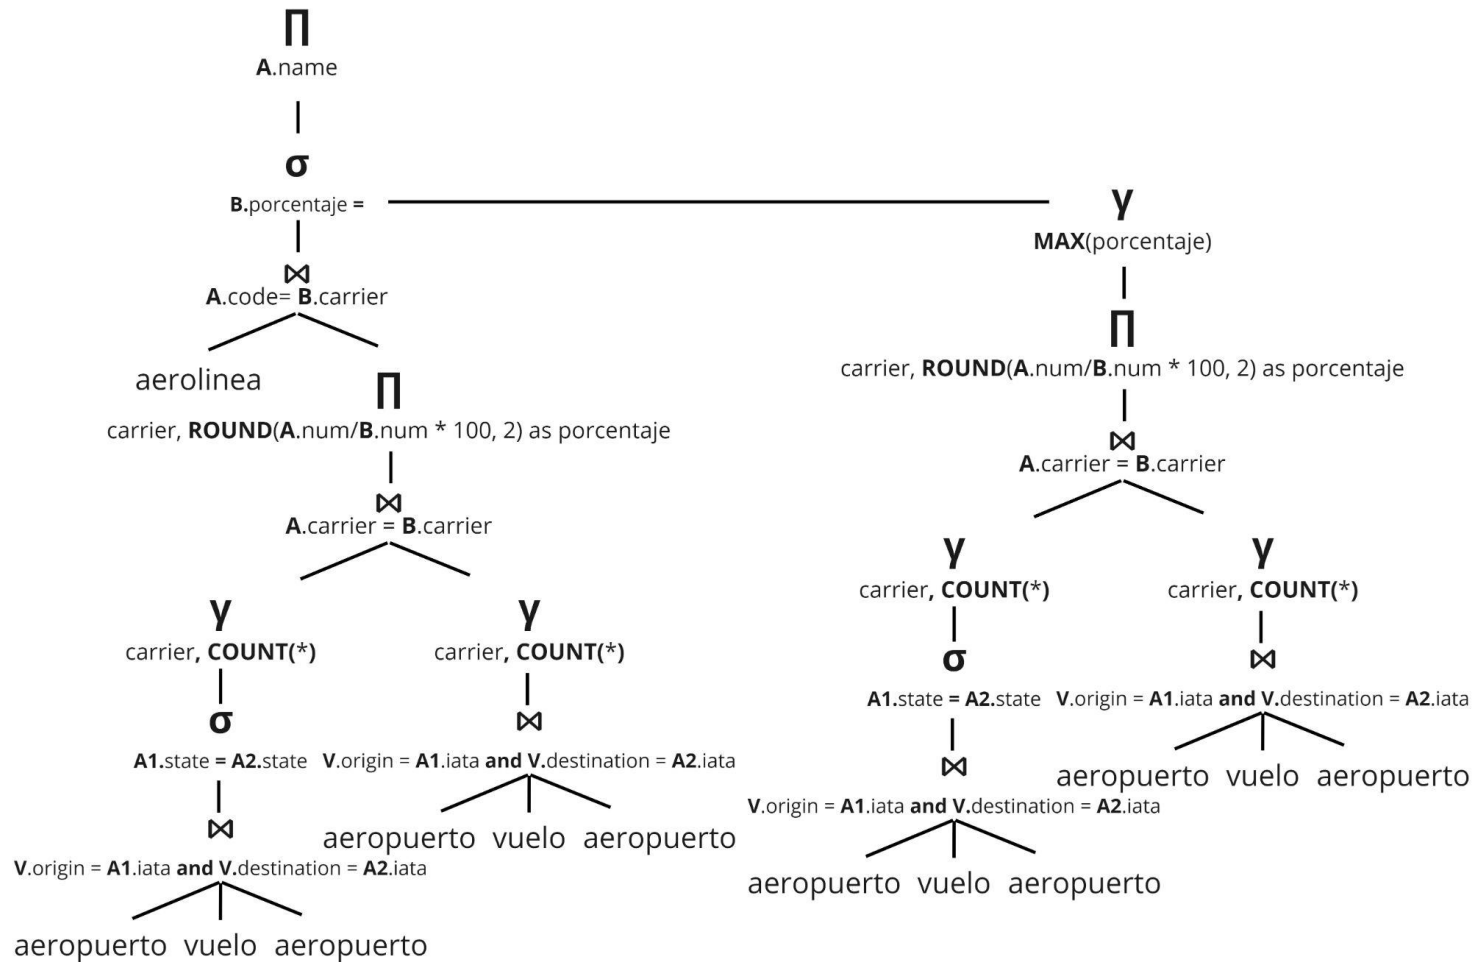 Π
A.name
σ
B.porcentaje =
⋈
A.code= B.carrier
aerolinea
Π
carrier, ROUND(A.num/B.num * 100, 2) as porcentaje
⋈
A.carrier = B.carrier
γ
carrier, COUNT(*)
σ
A1.state = A2.state
⋈
V.origin = A1.iata and V.destination = A2.iata
aeropuerto vuelo aeropuerto
γ
carrier, COUNT(*)
⋈
V.origin = A1.iata and V.destination = A2.iata
aeropuerto vuelo aeropuerto
γ
MAX(porcentaje)
Π
carrier, ROUND(A.num/B.num * 100, 2) as porcentaje
⋈
A.carrier = B.carrier
γ
carrier, COUNT(*)
σ
A1.state = A2.state
⋈
V.origin = A1.iata and V.destination = A2.iata
aeropuerto vuelo aeropuerto
γ
carrier, COUNT(*)
⋈
V.origin = A1.iata and V.destination = A2.iata
aeropuerto vuelo aeropuerto